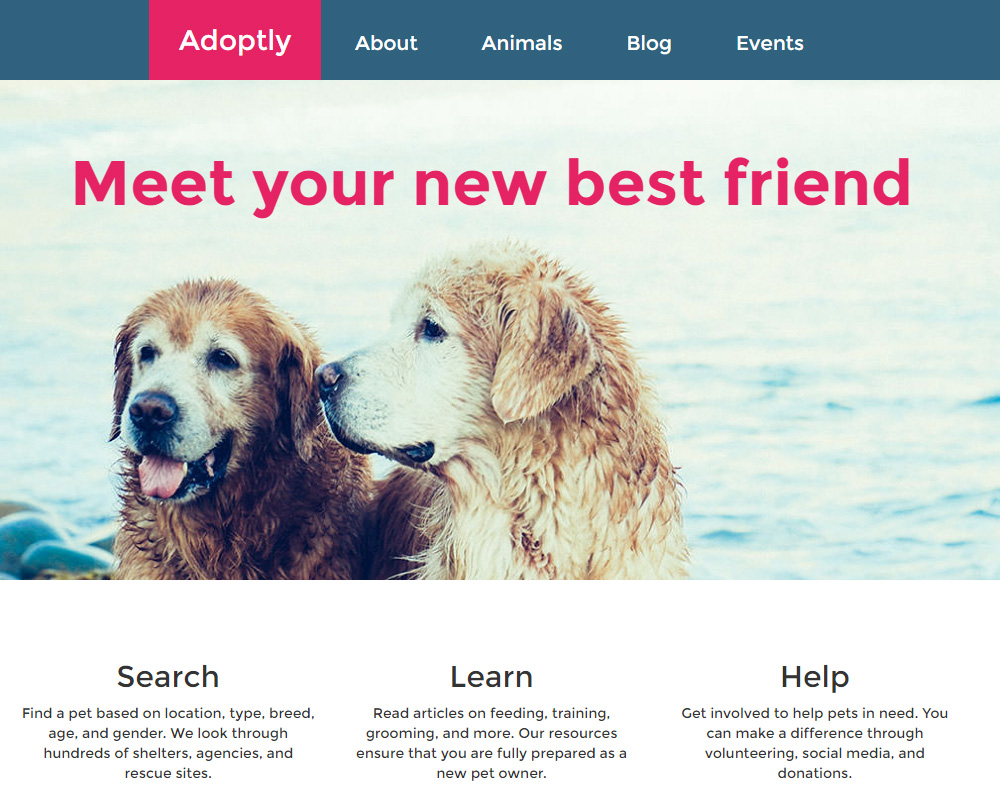 Adoptly About Animals Blog Events
Meet your new best friend
Search
Find a pet based on location, type, breed,
age, and gender. We look through
hundreds of shelters, agencies, and
rescue sites.
Learn
Read articles on feeding, training,
grooming, and more. Our resources
ensure that you are fully prepared as a
new pet owner.
Help
Get involved to help pets in need. You
can make a difference through
volunteering, social media, and
donations.